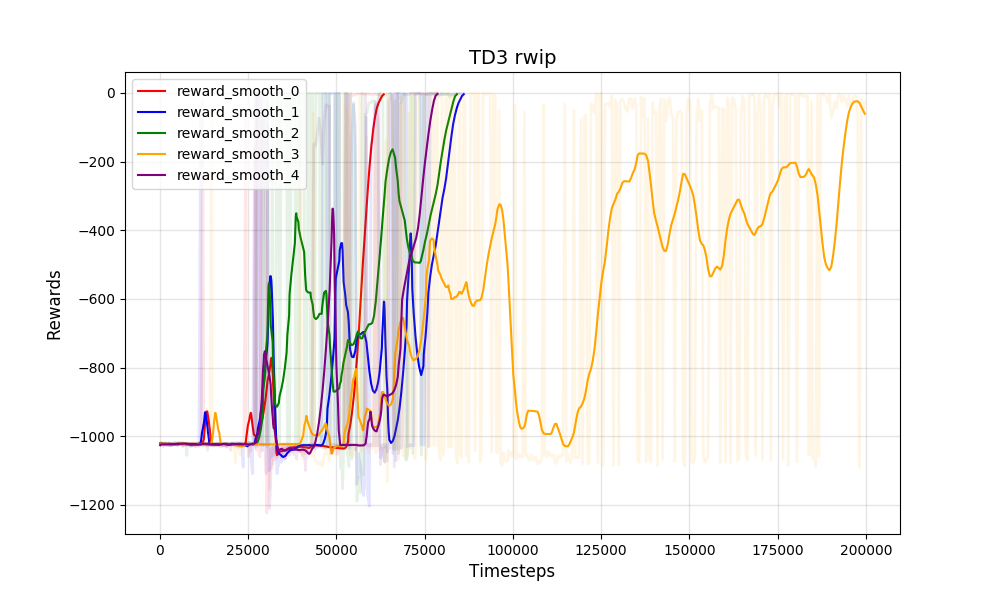 TD3 rwip
reward_smooth_0
reward_smooth_1
reward_smooth_2
reward_smooth_3
reward_smooth_4
0
−200
−400
−600
−800
−1000
−1200
Rewards
0 25000 50000 75000 100000 125000 150000 175000 200000
Timesteps